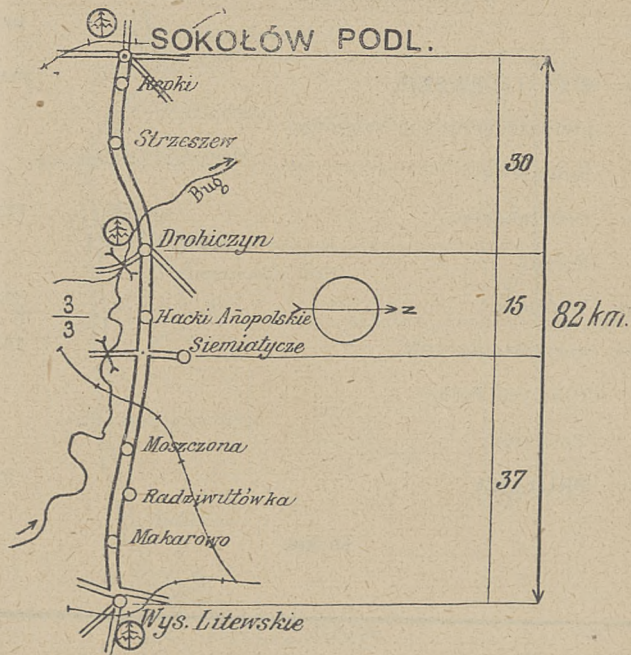 SOKOŁÓW PODL.
Repki
Strzeszew
30
Bug
Drohiczyn
3
3
Hacki Anopolskie
N
15
82 km.
Siemiatycze
Moszczona
37
Radziwiłłówka
Makarowo
Wys. Litewskie